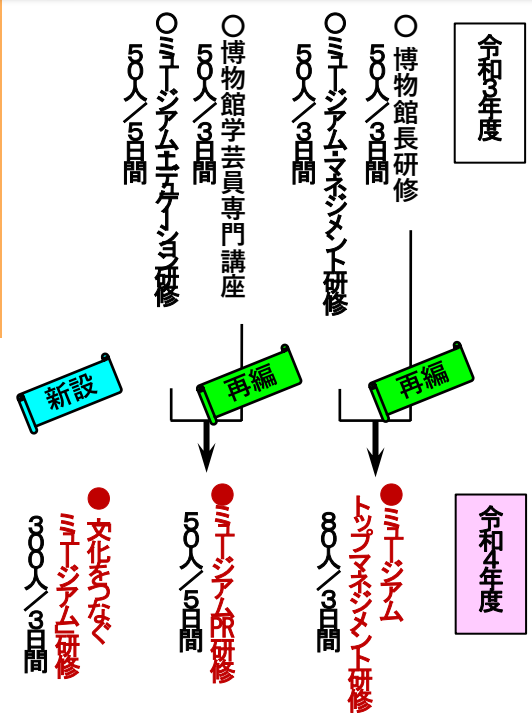 令和3年度
○博物館長研修
50人／3日間
○ミュージアム・マネジメント研修
50人／3日間
○博物館学芸員専門講座
50人／3日間
○ミュージアム・エデュケーション研修
50人／5日間
再編
再編
新設
令和4年度
●ミュージアム
トップマネジメント研修
80人／3日間
●ミュージアムPR研修
50人／5日間
●「文化をつなぐ
ミュージアム」研修
300人／3日間